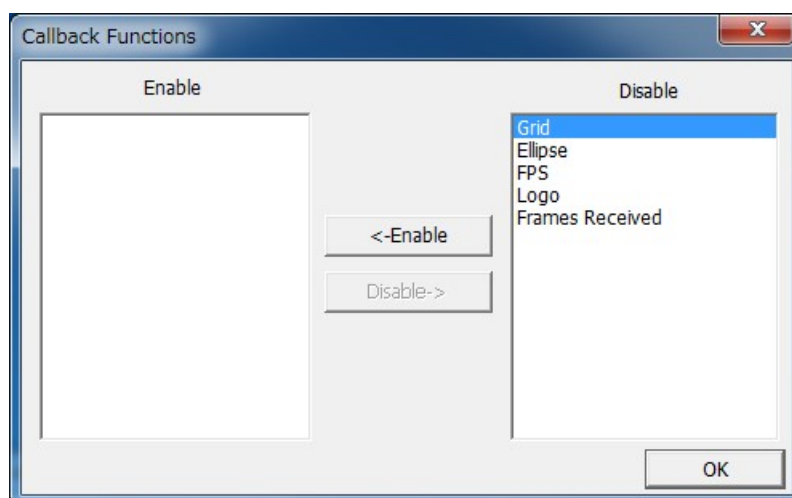 Callback Functions
Enable
Disable
Grid
Ellipse
FPS
Logo
Frames Received
<-Enable
Disable->
OK